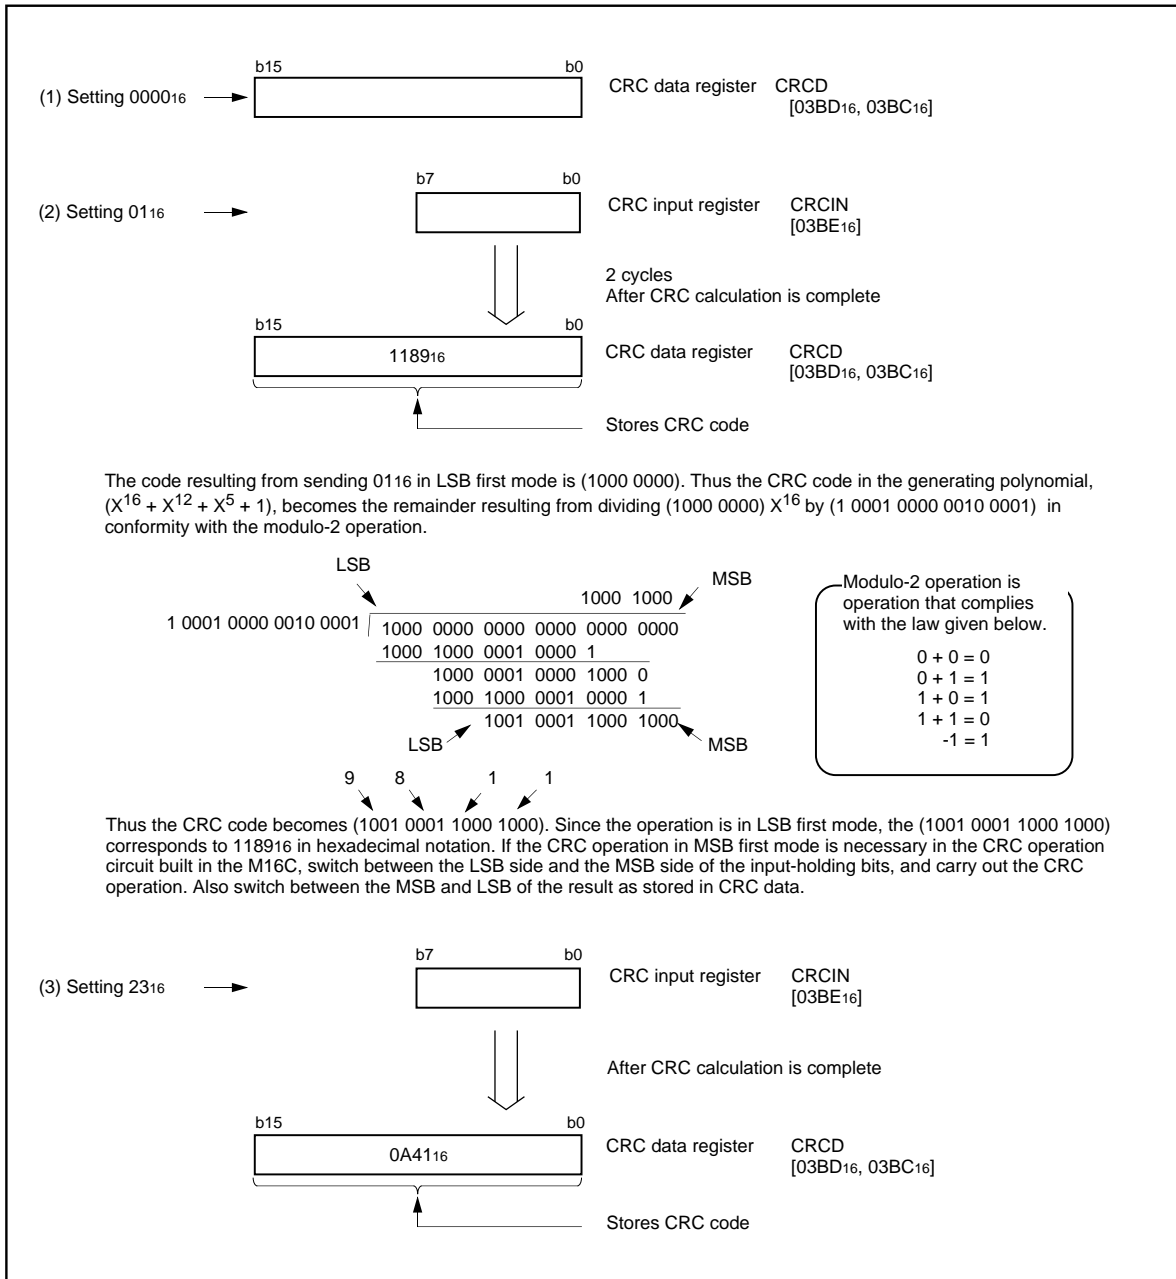 b15 b0
(1) Setting 0000₁₆ CRC data register CRCD
[03BD₁₆, 03BC₁₆]
b7 b0
(2) Setting 01₁₆ CRC input register CRCIN
[03BE₁₆]
2 cycles
After CRC calculation is complete
b15 b0
1189₁₆ CRC data register CRCD
[03BD₁₆, 03BC₁₆]
Stores CRC code
The code resulting from sending 01₁₆ in LSB first mode is (1000 0000). Thus the CRC code in the generating polynomial,
(X¹⁶ + X¹² + X⁵ + 1), becomes the remainder resulting from dividing (1000 0000) X¹⁶ by (1 0001 0000 0010 0001) in
conformity with the modulo-2 operation.
LSB MSB
1000 1000
1 0001 0000 0010 0001 1000 0000 0000 0000 0000 0000
1000 1000 0001 0000 1
1000 0001 0000 1000 0
1000 1000 0001 0000 1
1001 0001 1000 1000
LSB MSB
Modulo-2 operation is
operation that complies
with the law given below.
0 + 0 = 0
0 + 1 = 1
1 + 0 = 1
1 + 1 = 0
-1 = 1
9 8 1 1
Thus the CRC code becomes (1001 0001 1000 1000). Since the operation is in LSB first mode, the (1001 0001 1000 1000)
corresponds to 1189₁₆ in hexadecimal notation. If the CRC operation in MSB first mode is necessary in the CRC operation
circuit built in the M16C, switch between the LSB side and the MSB side of the input-holding bits, and carry out the CRC
operation. Also switch between the MSB and LSB of the result as stored in CRC data.
b7 b0
(3) Setting 23₁₆ CRC input register CRCIN
[03BE₁₆]
After CRC calculation is complete
b15 b0
0A41₁₆ CRC data register CRCD
[03BD₁₆, 03BC₁₆]
Stores CRC code